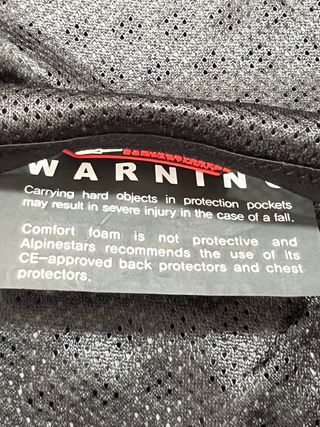 WARNIN
Carrying hard objects in protection pockets
may result in severe injury in the case of a fall.
Comfort foam is not protective and
Alpinestars recommends the use of its
CE-approved back protectors and chest
protectors.